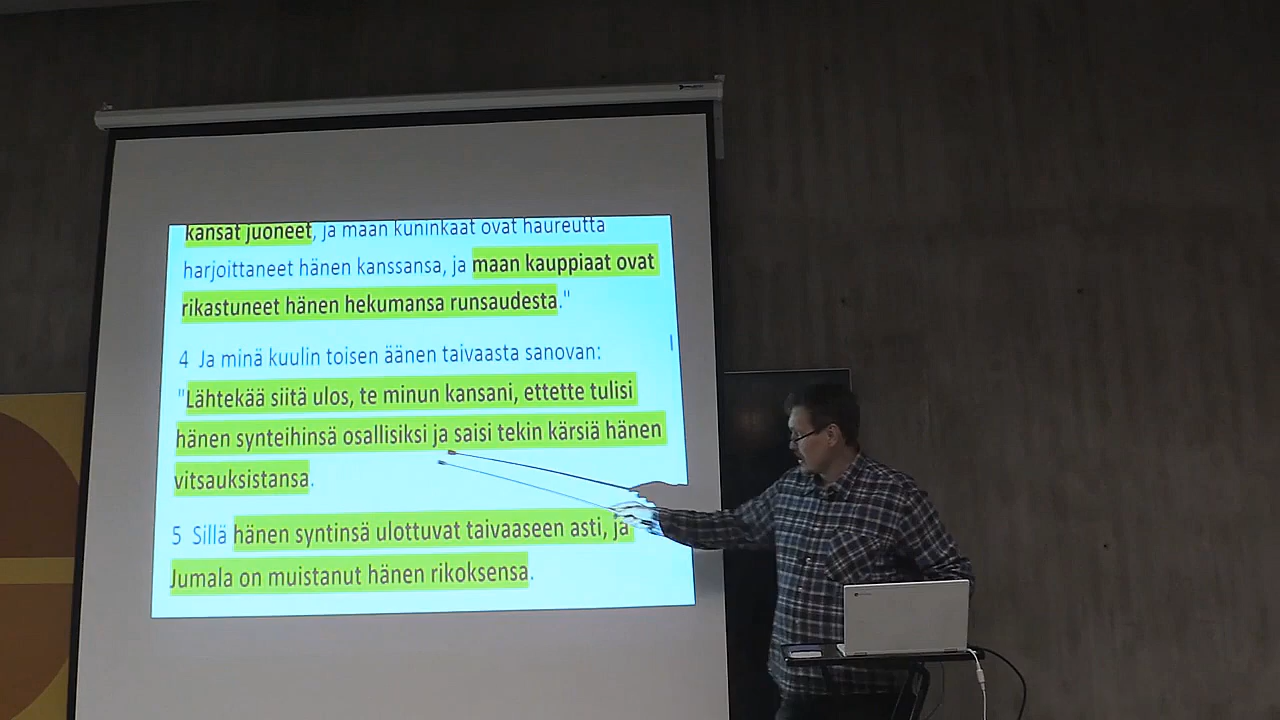 kansat juoneet, ja maan kuninkaat ovat haureutta
harjoittaneet hänen kanssansa, ja maan kauppiaat ovat
rikastuneet hänen hekumansa runsaudesta."
4 Ja minä kuulin toisen äänen taivaasta sanovan:
"Lähtekää siitä ulos, te minun kansani, ettette tulisi
hänen synteihinsä osallisiksi ja saisi tekin kärsiä hänen
vitsauksistansa.
5 Sillä hänen syntinsä ulottuvat taivaaseen asti, ja
Jumala on muistanut hänen rikoksensa.